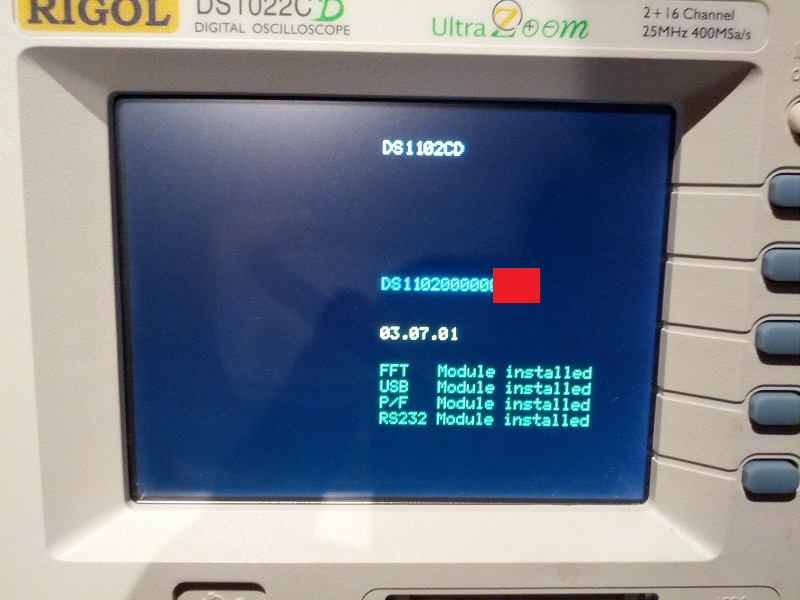 RIGOL DS1022CD UltraZoom 2+16 Channel
DIGITAL OSCILLOSCOPE 25MHz 400MSa/s
DS1102CD
DS1102000000
03.07.01
FFT Module installed
USB Module installed
P/F Module installed
RS232 Module installed